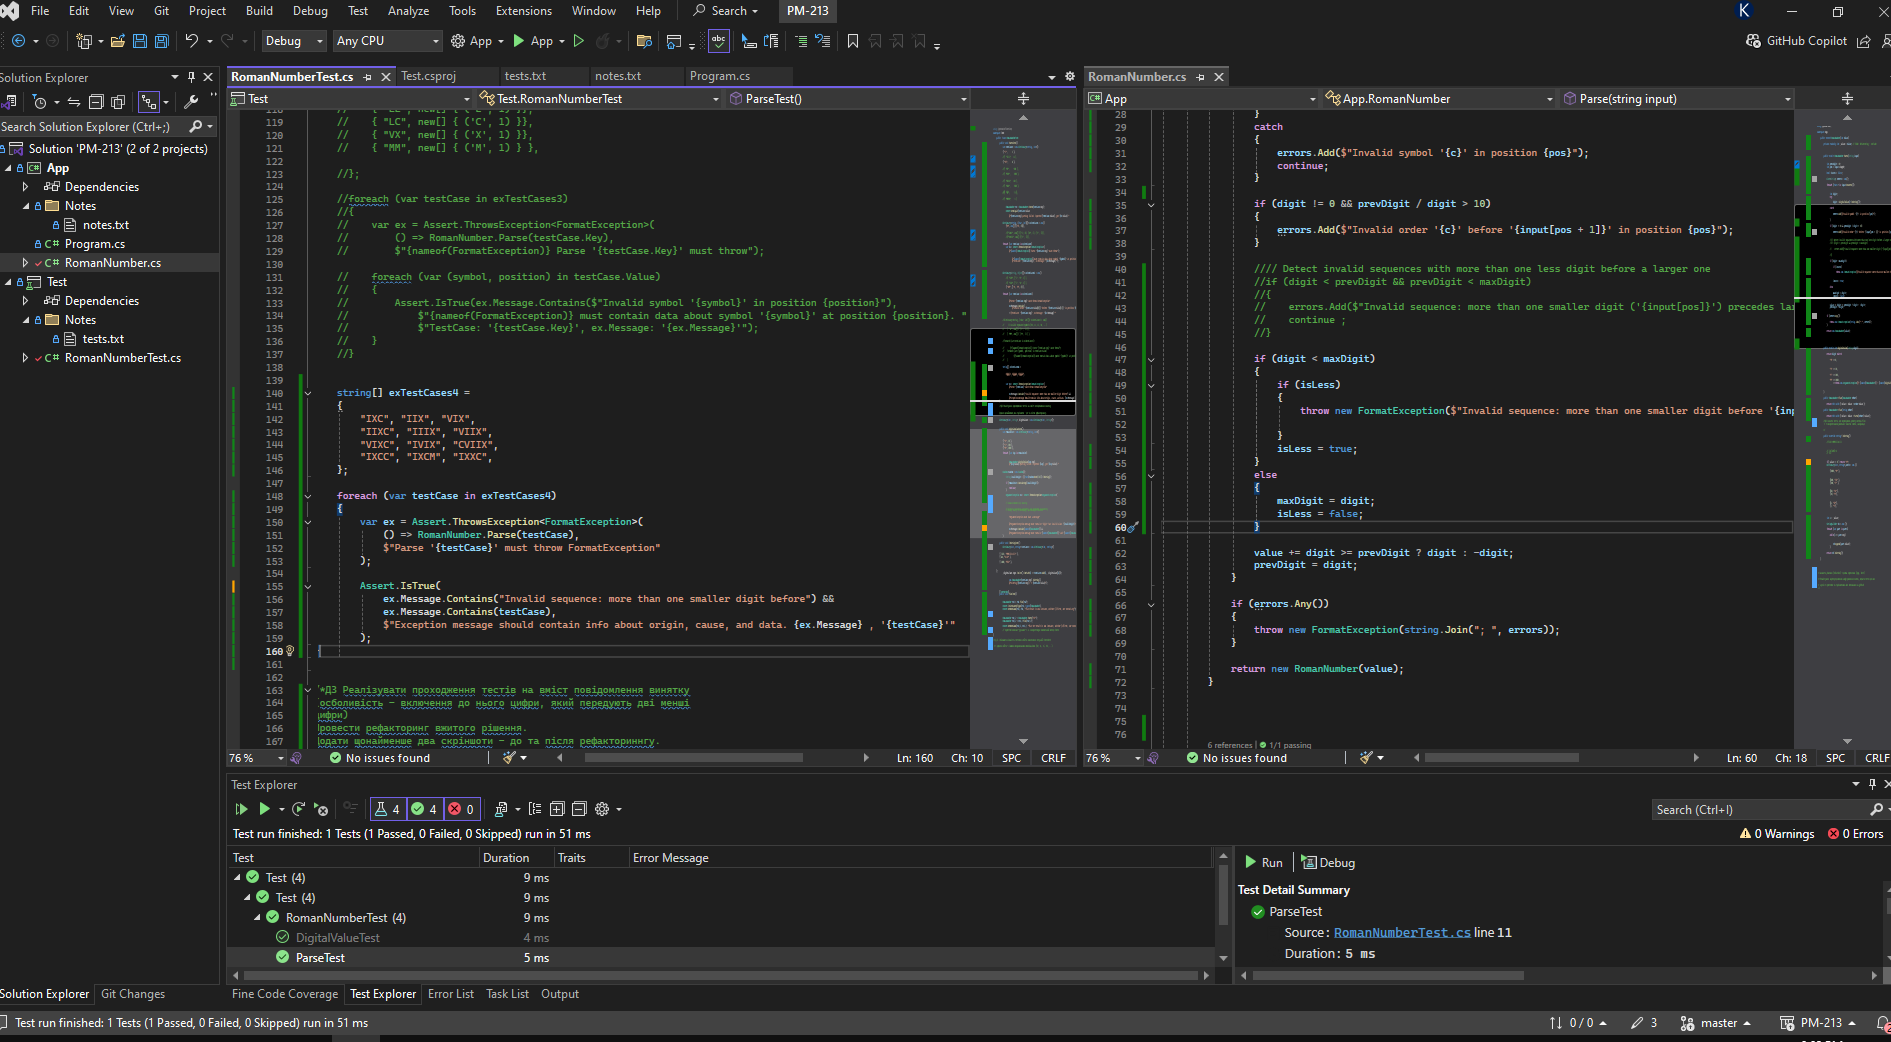 File Edit View Git Project Build Debug Test Analyze Tools Extensions Window Help Search PM-213 K
Debug Any CPU App App GitHub Copilot
Solution Explorer
Search Solution Explorer (Ctrl+;)
Solution 'PM-213' (2 of 2 projects)
App
Dependencies
Notes
notes.txt
Program.cs
RomanNumber.cs
Test
Dependencies
Notes
tests.txt
RomanNumberTest.cs
RomanNumberTest.cs Test.csproj tests.txt notes.txt Program.cs
Test Test.RomanNumberTest ParseTest()
119 // { "LC", new[] { ('C', 1) }},
120 // { "VX", new[] { ('X', 1) }},
121 // { "MM", new[] { ('M', 1) } },
122
123 //};
124
125 //foreach (var testCase in exTestCases3)
126 //{
127 // var ex = Assert.ThrowsException<FormatException>(
128 // () => RomanNumber.Parse(testCase.Key),
129 // $"{nameof(FormatException)} Parse '{testCase.Key}' must throw");
130
131 // foreach (var (symbol, position) in testCase.Value)
132 // {
133 // Assert.IsTrue(ex.Message.Contains($"Invalid symbol '{symbol}' in position {position}"),
134 // $"{nameof(FormatException)} must contain data about symbol '{symbol}' at position {position}. "
135 // $"TestCase: '{testCase.Key}', ex.Message: '{ex.Message}'");
136 // }
137 //}
138
139
140 string[] exTestCases4 =
141 {
142 "IXC", "IIX", "VIX",
143 "IIXC", "IIIX", "VIIX",
144 "VIXC", "IVIX", "CVIIX",
145 "IXCC", "IXCM", "IXXC",
146 };
147
148 foreach (var testCase in exTestCases4)
149 {
150 var ex = Assert.ThrowsException<FormatException>(
151 () => RomanNumber.Parse(testCase),
152 $"Parse '{testCase}' must throw FormatException"
153 );
154
155 Assert.IsTrue(
156 ex.Message.Contains("Invalid sequence: more than one smaller digit before") &&
157 ex.Message.Contains(testCase),
158 $"Exception message should contain info about origin, cause, and data. {ex.Message} , '{testCase}'"
159 );
160
161
162
163 *ДЗ Реалізувати проходження тестів на вміст повідомлення винятку
164 особливість - включення до нього цифри, який передують дві менші
165 цифри)
166 Провести рефакторинг вжитого рішення.
167 Додати щонайменше два скріншоти - до та після рефакториннгу.
76 % No issues found Ln: 160 Ch: 10 SPC CRLF
RomanNumber.cs
App App.RomanNumber Parse(string input)
28 }
29 catch
30 {
31 errors.Add($"Invalid symbol '{c}' in position {pos}");
32 continue;
33 }
34
35 if (digit != 0 && prevDigit / digit > 10)
36 {
37 errors.Add($"Invalid order '{c}' before '{input[pos + 1]}' in position {pos}");
38 }
39
40 //// Detect invalid sequences with more than one less digit before a larger one
41 //if (digit < prevDigit && prevDigit < maxDigit)
42 //{
43 // errors.Add($"Invalid sequence: more than one smaller digit ('{input[pos]}') precedes la
44 // continue ;
45 //}
46
47 if (digit < maxDigit)
48 {
49 if (isLess)
50 {
51 throw new FormatException($"Invalid sequence: more than one smaller digit before '{inp
52
53 }
54 isLess = true;
55 }
56 else
57 {
58 maxDigit = digit;
59 isLess = false;
60 }
61
62 value += digit >= prevDigit ? digit : -digit;
63 prevDigit = digit;
64 }
65
66 if (errors.Any())
67 {
68 throw new FormatException(string.Join("; ", errors));
69 }
70
71 return new RomanNumber(value);
72 }
73
74
75
76
6 references | 1/1 passing
76 % No issues found Ln: 60 Ch: 18 SPC CRLF
Test Explorer
4 4 0
Search (Ctrl+I)
Test run finished: 1 Tests (1 Passed, 0 Failed, 0 Skipped) run in 51 ms 0 Warnings 0 Errors
Test Duration Traits Error Message
Test (4) 9 ms
Test (4) 9 ms
RomanNumberTest (4) 9 ms
DigitalValueTest 4 ms
ParseTest 5 ms
Run Debug
Test Detail Summary
ParseTest
Source: RomanNumberTest.cs line 11
Duration: 5 ms
Solution Explorer Git Changes Fine Code Coverage Test Explorer Error List Task List Output
Test run finished: 1 Tests (1 Passed, 0 Failed, 0 Skipped) run in 51 ms 0 / 0 3 master PM-213